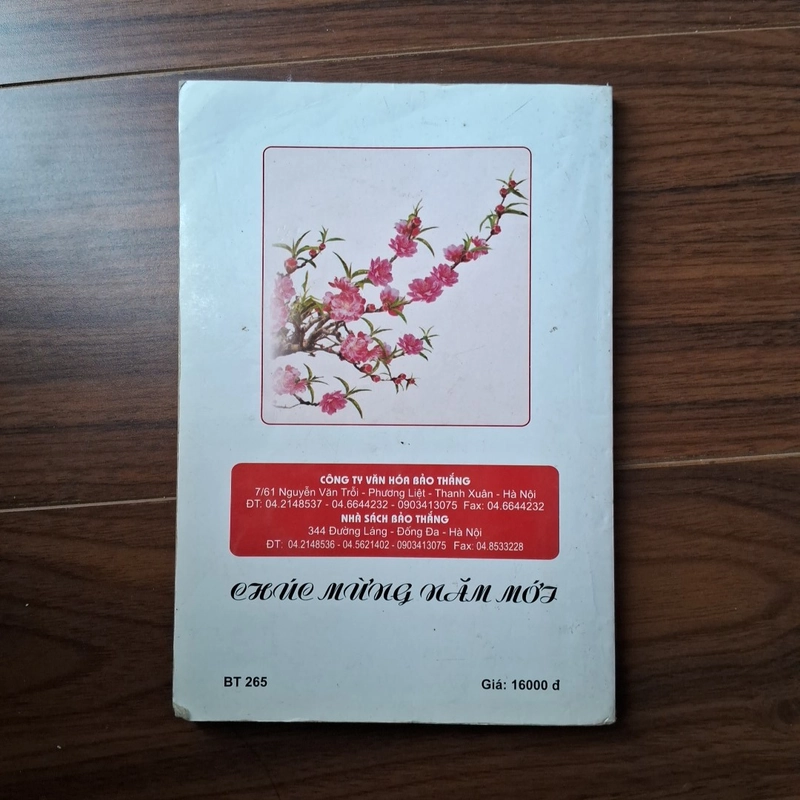 CÔNG TY VĂN HÓA BẢO THẮNG
7/61 Nguyễn Văn Trỗi - Phương Liệt - Thanh Xuân - Hà Nội
ĐT: 04.2148537 - 04.6644232 - 0903413075 Fax: 04.6644232
NHÀ SÁCH BẢO THẮNG
344 Đường Láng - Đống Đa - Hà Nội
ĐT: 04.2148536 - 04.5621402 - 0903413075 Fax: 04.8533228
CHÚC MỪNG NĂM MỚI
BT 265 Giá: 16000 đ